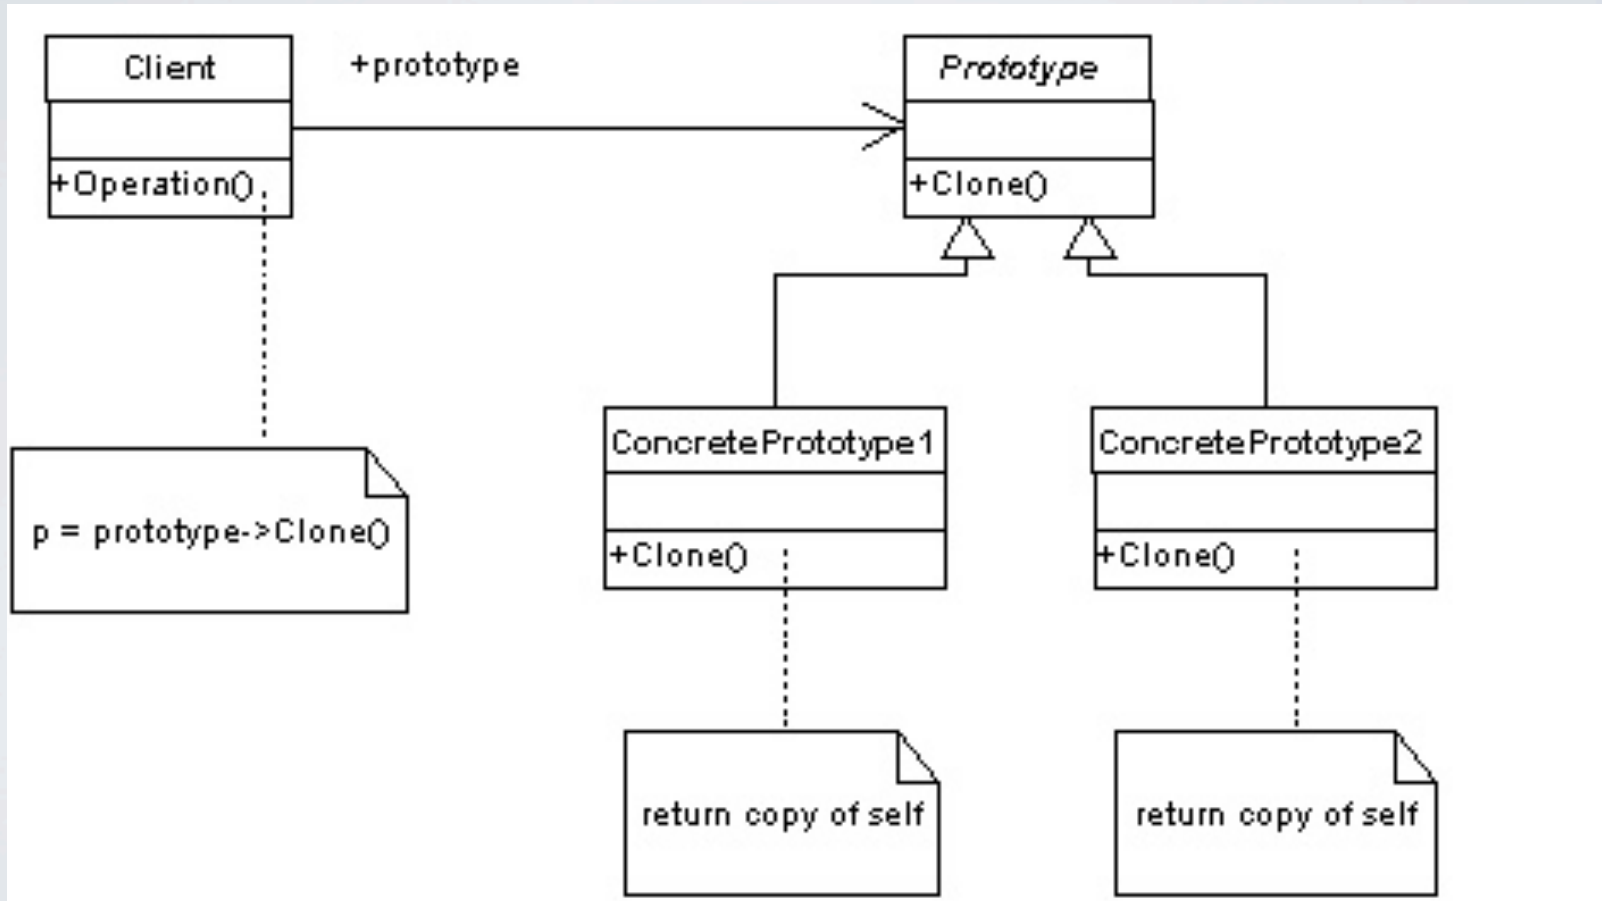 Client
+prototype
Prototype
+Operation()
+Clone()
ConcretePrototype1
ConcretePrototype2
p = prototype->Clone()
+Clone()
+Clone()
return copy of self
return copy of self